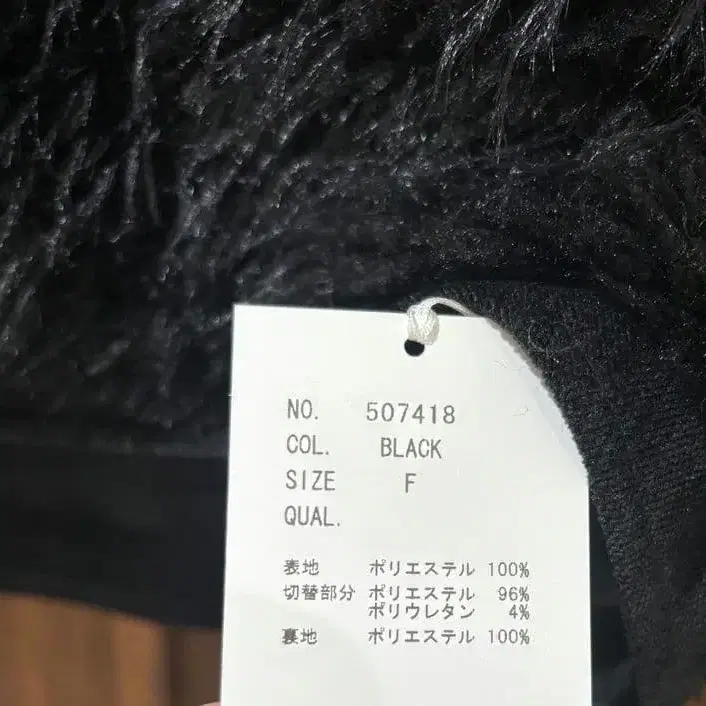 NO. 507418
COL. BLACK
SIZE F
QUAL.
表地 ポリエステル 100%
切替部分 ポリエステル 96%
ポリウレタン 4%
裏地 ポリエステル 100%